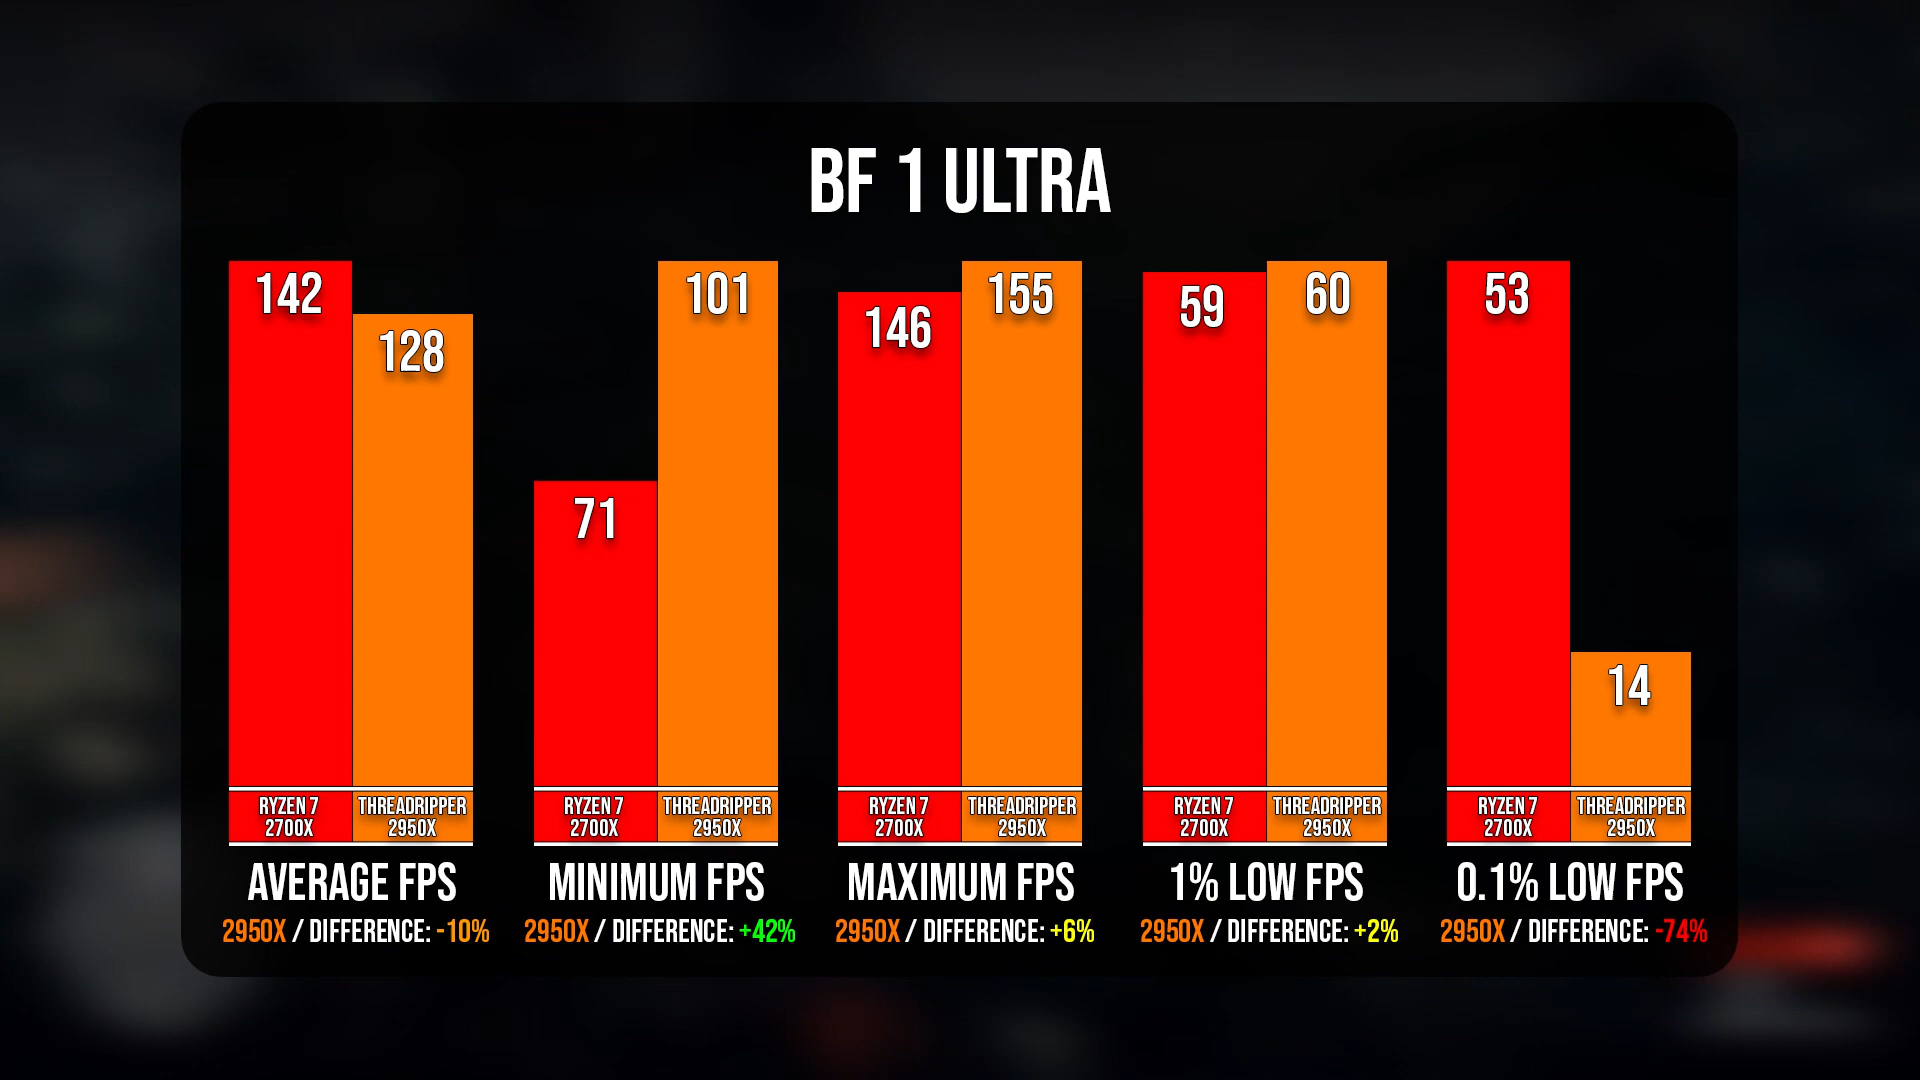 BF 1 ULTRA
142
128
71
101
146
155
59
60
53
14
RYZEN 7
2700X
THREADRIPPER
2950X
RYZEN 7
2700X
THREADRIPPER
2950X
RYZEN 7
2700X
THREADRIPPER
2950X
RYZEN 7
2700X
THREADRIPPER
2950X
RYZEN 7
2700X
THREADRIPPER
2950X
AVERAGE FPS
2950X / DIFFERENCE: -10%
MINIMUM FPS
2950X / DIFFERENCE: +42%
MAXIMUM FPS
2950X / DIFFERENCE: +6%
1% LOW FPS
2950X / DIFFERENCE: +2%
0.1% LOW FPS
2950X / DIFFERENCE: -74%